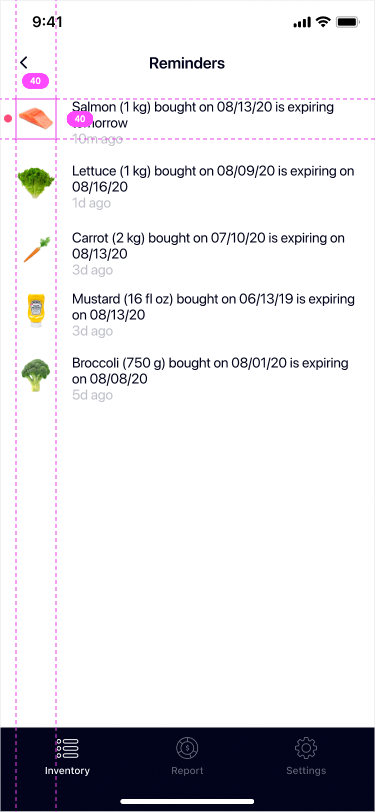 9:41
Reminders
40
Salmon (1 kg) bought on 08/13/20 is expiring
40
tomorrow
10m ago
Lettuce (1 kg) bought on 08/09/20 is expiring on
08/16/20
1d ago
Carrot (2 kg) bought on 07/10/20 is expiring on
08/13/20
3d ago
Mustard (16 fl oz) bought on 06/13/19 is expiring
on 08/13/20
3d ago
Broccoli (750 g) bought on 08/01/20 is expiring
on 08/08/20
5d ago
Inventory
Report
Settings